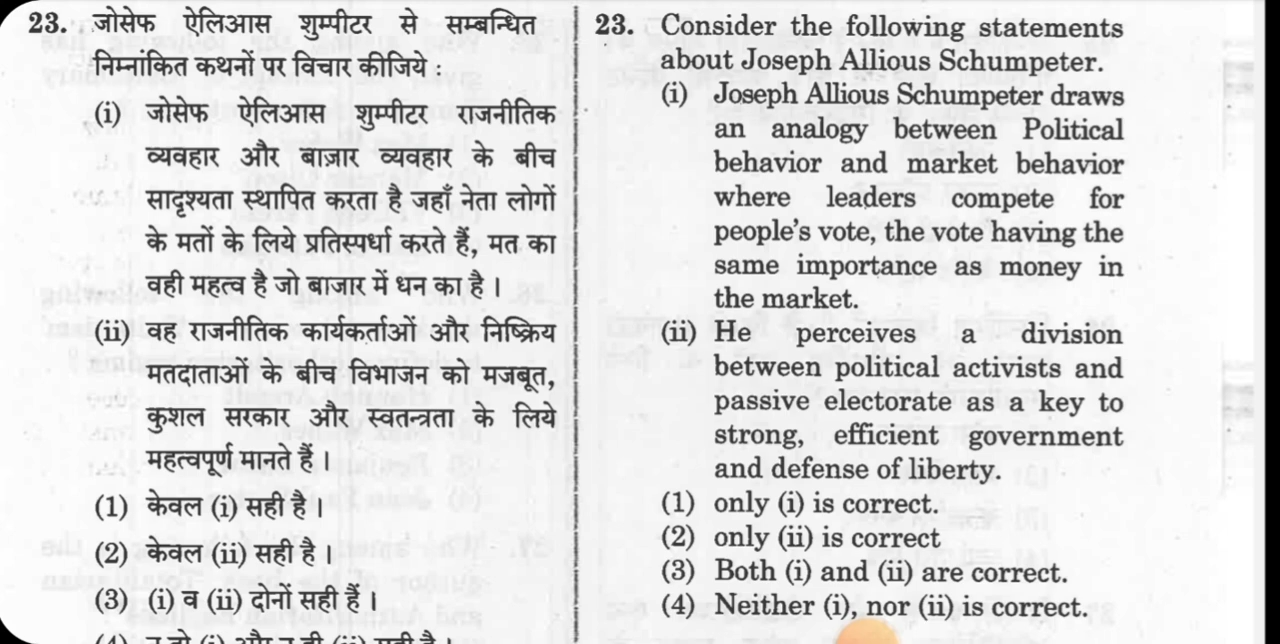 23. जोसेफ ऐलिआस शुम्पीटर से सम्बन्धित
निम्नांकित कथनों पर विचार कीजिये :
(i) जोसेफ ऐलिआस शुम्पीटर राजनीतिक
व्यवहार और बाज़ार व्यवहार के बीच
सादृश्यता स्थापित करता है जहाँ नेता लोगों
के मतों के लिये प्रतिस्पर्धा करते हैं, मत का
वही महत्व है जो बाज़ार में धन का है ।
(ii) वह राजनीतिक कार्यकर्ताओं और निष्क्रिय
मतदाताओं के बीच विभाजन को मजबूत,
कुशल सरकार और स्वतन्त्रता के लिये
महत्वपूर्ण मानते हैं ।
(1) केवल (i) सही है ।
(2) केवल (ii) सही है ।
(3) (i) व (ii) दोनों सही हैं ।
(4) न तो (i) और न ही (ii) सही है ।
23. Consider the following statements
about Joseph Allious Schumpeter.
(i) Joseph Allious Schumpeter draws
an analogy between Political
behavior and market behavior
where leaders compete for
people's vote, the vote having the
same importance as money in
the market.
(ii) He perceives a division
between political activists and
passive electorate as a key to
strong, efficient government
and defense of liberty.
(1) only (i) is correct.
(2) only (ii) is correct
(3) Both (i) and (ii) are correct.
(4) Neither (i), nor (ii) is correct.